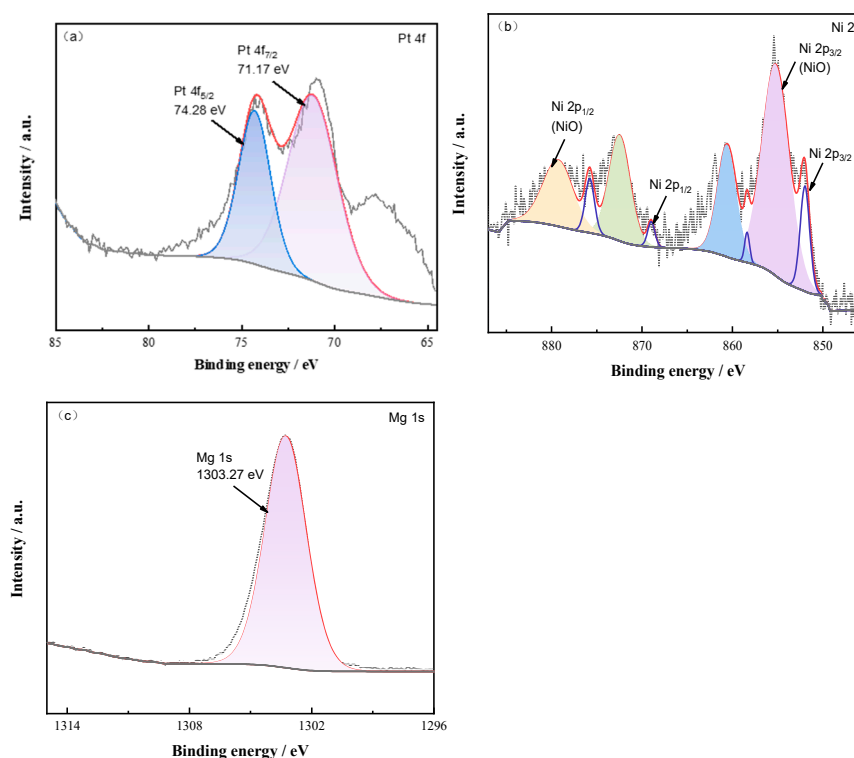 (a)
Pt 4f
Pt 4f7/2
71.17 eV
Pt 4f5/2
74.28 eV
Intensity / a.u.
85
80
75
70
65
Binding energy / eV
(b)
Ni 2
Ni 2p3/2
(NiO)
Ni 2p1/2
(NiO)
Ni 2p1/2
Ni 2p3/2
Intensity / a.u.
880
870
860
850
Binding energy / eV
(c)
Mg 1s
Mg 1s
1303.27 eV
Intensity / a.u.
1314
1308
1302
1296
Binding energy / eV